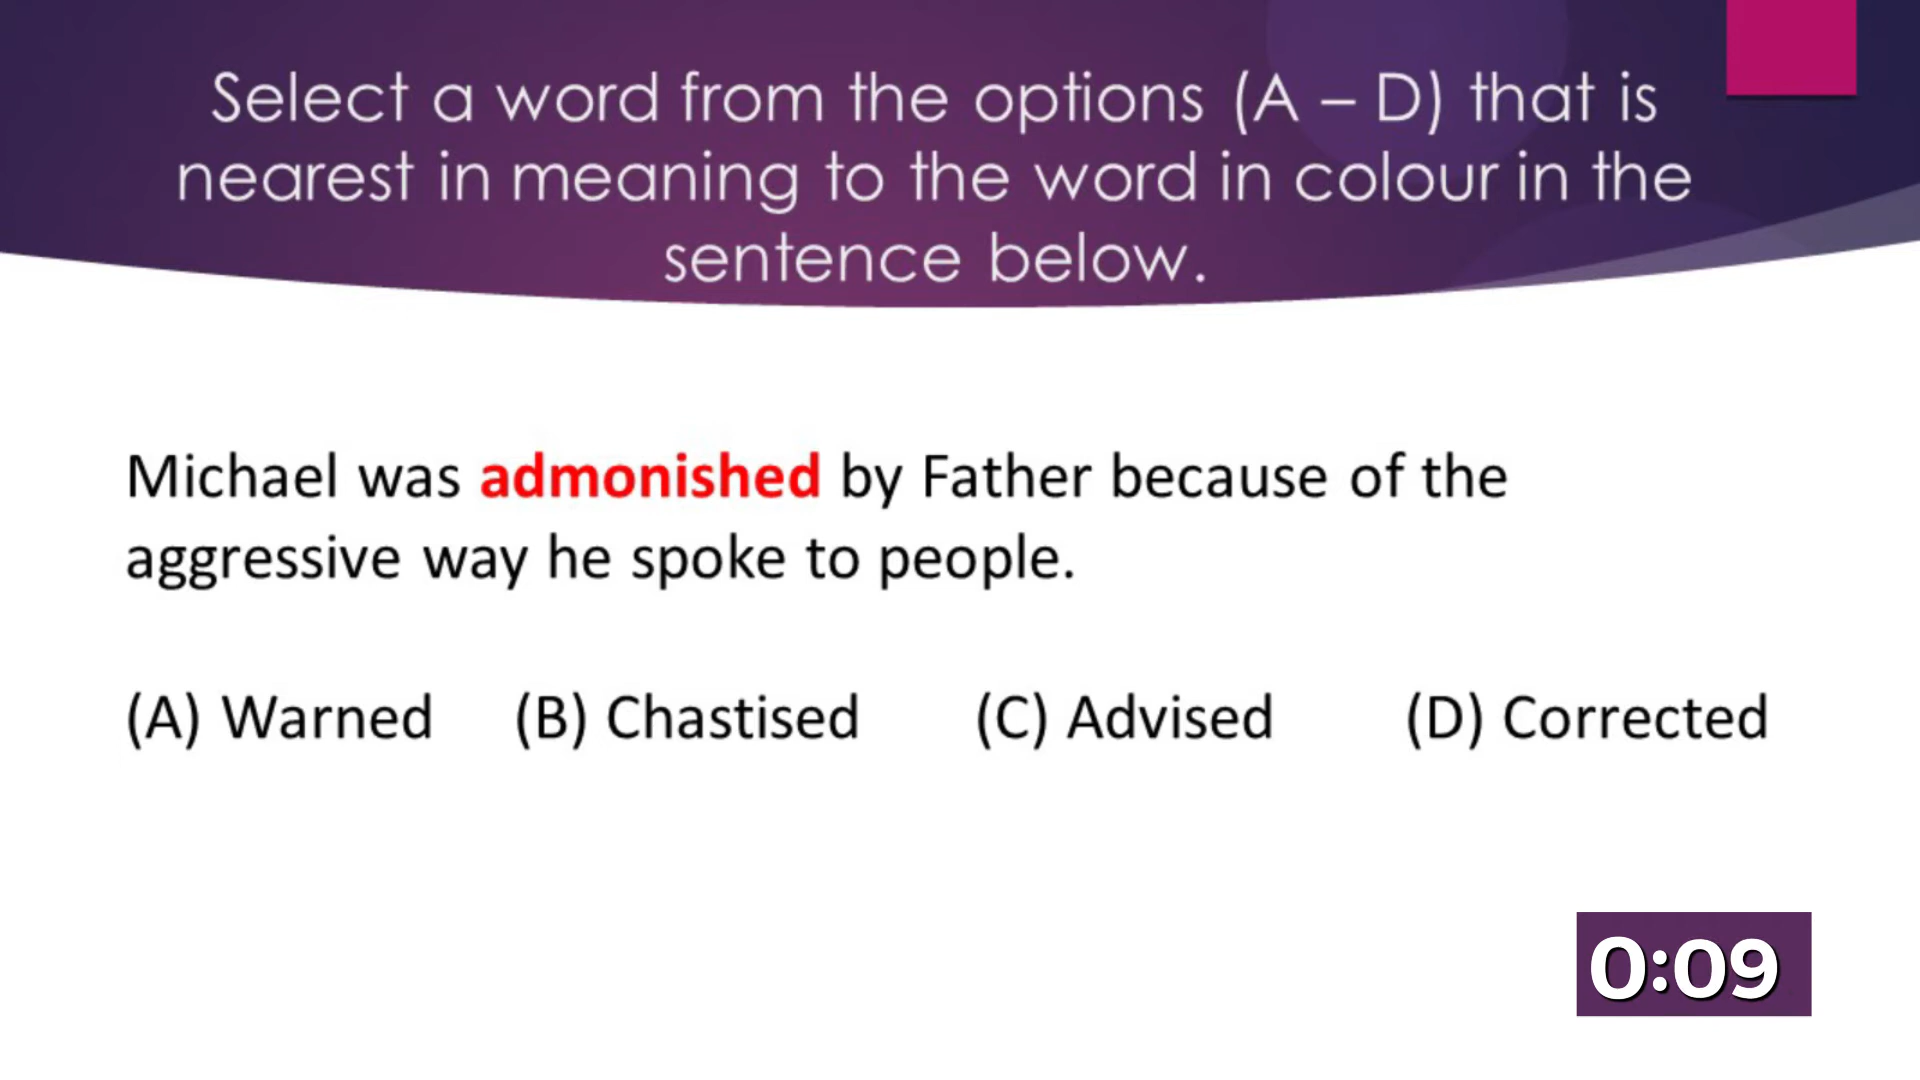 Select a word from the options (A – D) that is
nearest in meaning to the word in colour in the
sentence below.
Michael was admonished by Father because of the
aggressive way he spoke to people.
(A) Warned (B) Chastised (C) Advised (D) Corrected
0:09